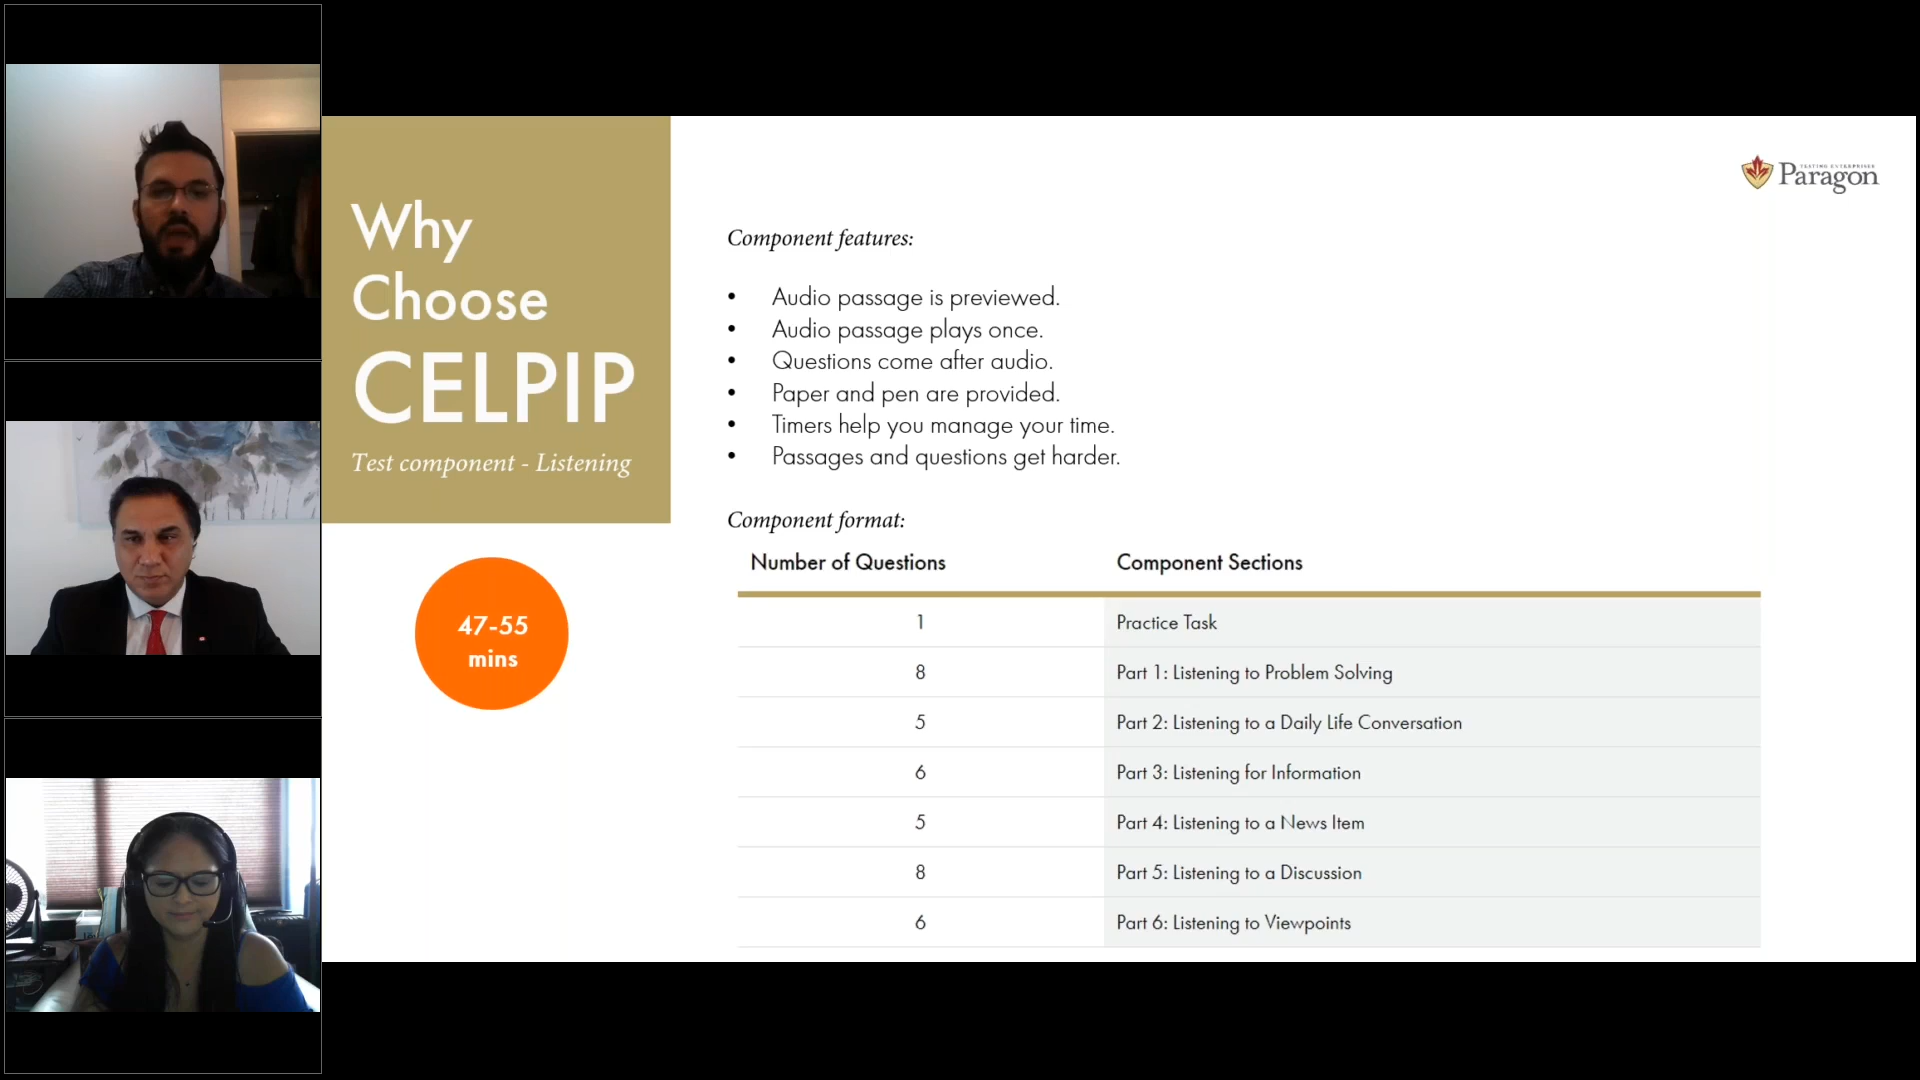 Why
Choose
CELPIP
Test component - Listening
47-55
mins
TESTING ENTERPRISES
Paragon
Component features:
• Audio passage is previewed.
• Audio passage plays once.
• Questions come after audio.
• Paper and pen are provided.
• Timers help you manage your time.
• Passages and questions get harder.
Component format:
Number of Questions Component Sections
1 Practice Task
8 Part 1: Listening to Problem Solving
5 Part 2: Listening to a Daily Life Conversation
6 Part 3: Listening for Information
5 Part 4: Listening to a News Item
8 Part 5: Listening to a Discussion
6 Part 6: Listening to Viewpoints